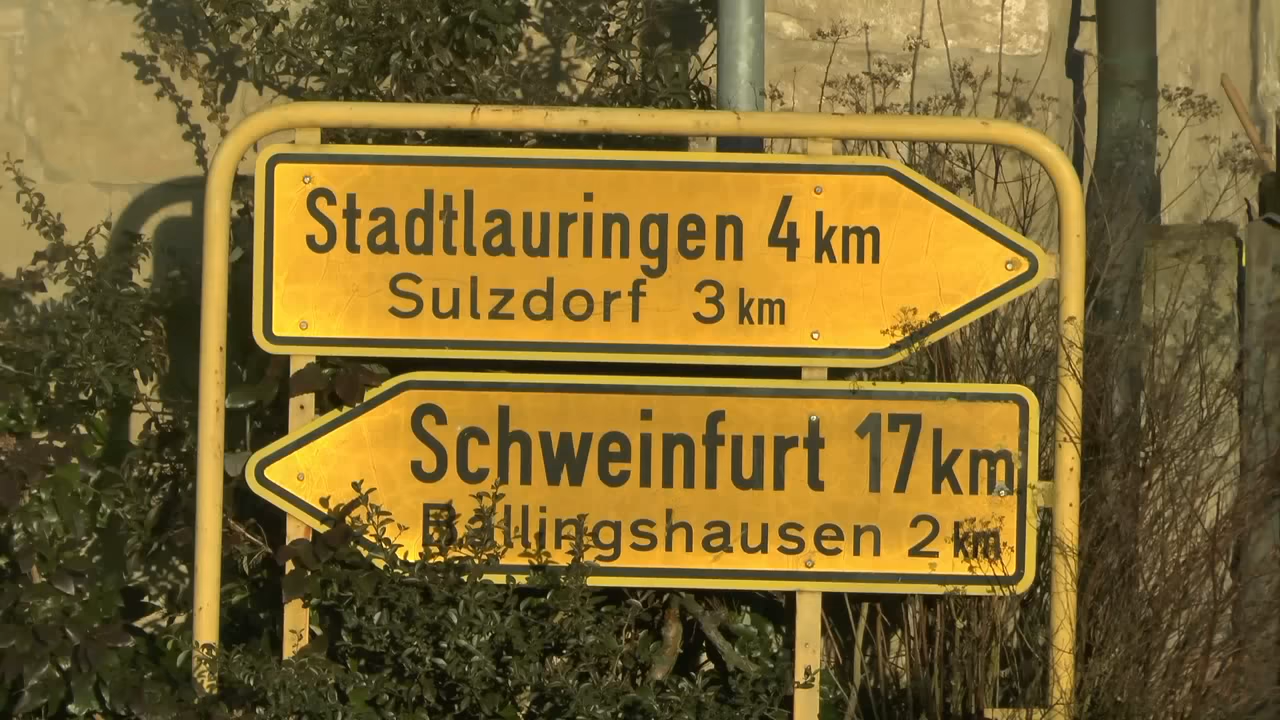 Stadtlauringen 4 km
Sulzdorf 3 km
Schweinfurt 17 km
Ballingshausen 2 km